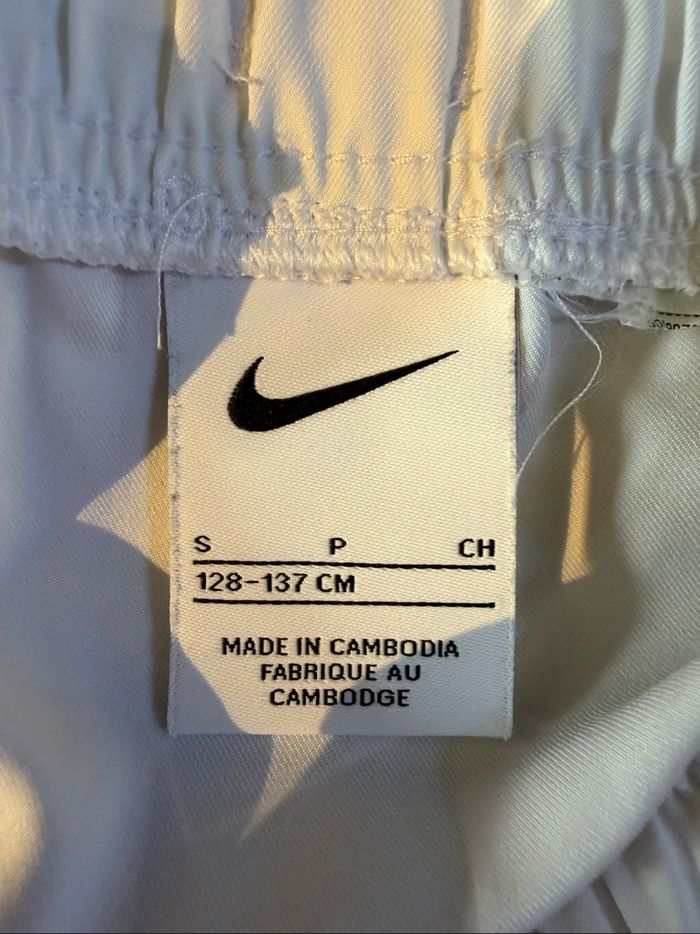 S P CH
128-137 CM
MADE IN CAMBODIA
FABRIQUE AU
CAMBODGE